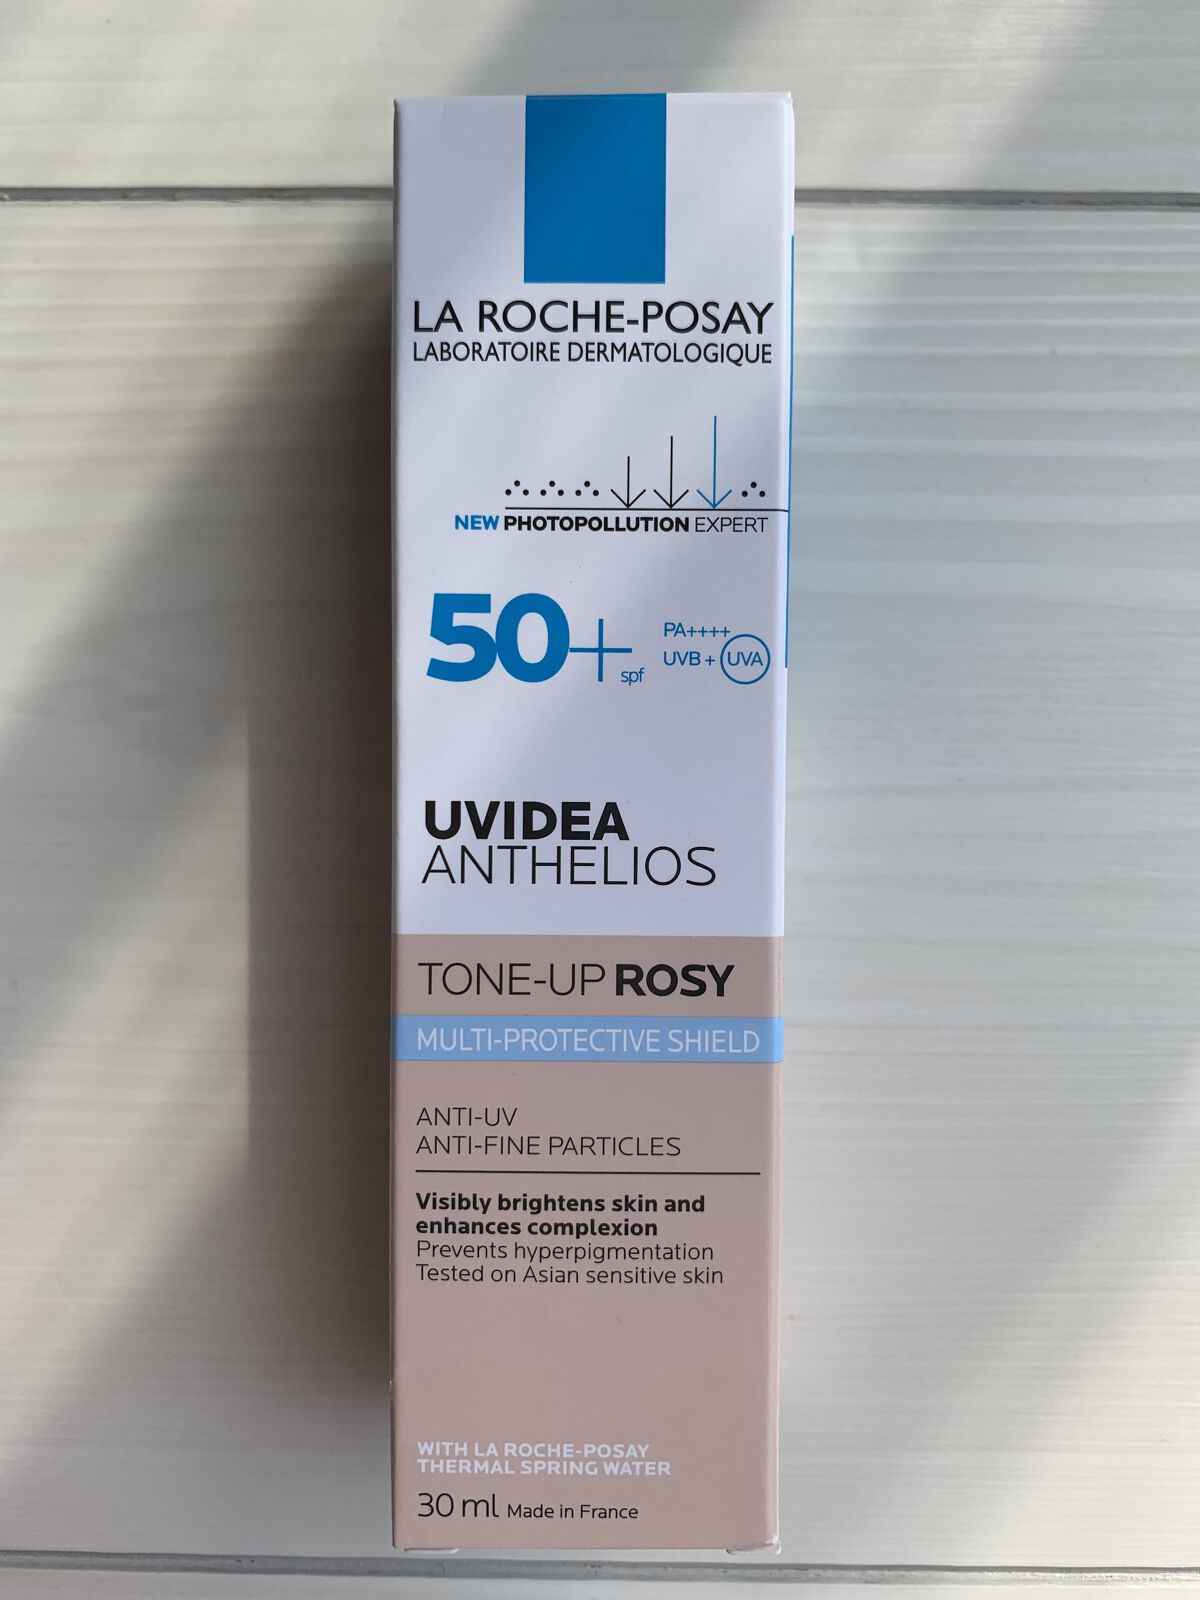 LA ROCHE-POSAY
LABORATOIRE DERMATOLOGIQUE
NEW PHOTOPOLLUTION EXPERT
50+ spf
PA++++
UVB + UVA
UVIDEA
ANTHELIOS
TONE-UP ROSY
MULTI-PROTECTIVE SHIELD
ANTI-UV
ANTI-FINE PARTICLES
Visibly brightens skin and
enhances complexion
Prevents hyperpigmentation
Tested on Asian sensitive skin
WITH LA ROCHE-POSAY
THERMAL SPRING WATER
30 ml Made in France